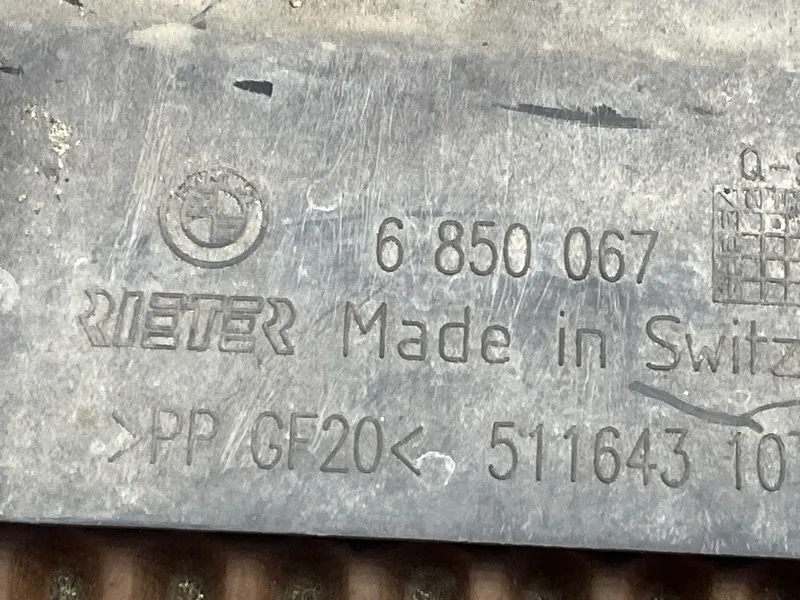 Q-
6 850 067
RIETER Made in Switz
>PP GF20< 511643 10